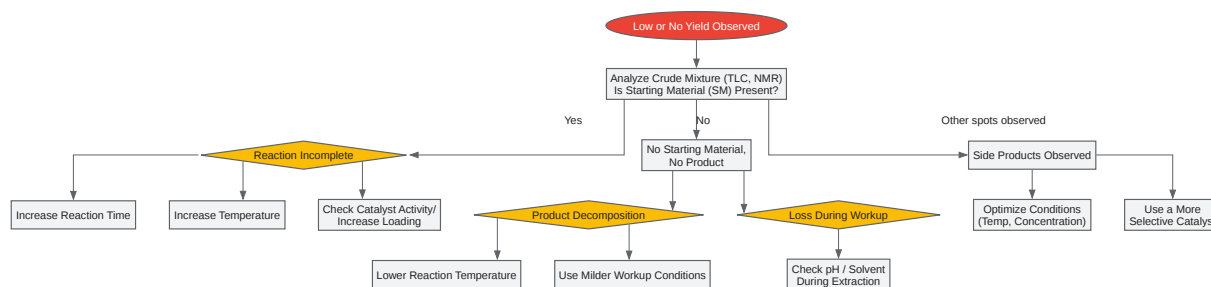 Low or No Yield Observed
Analyze Crude Mixture (TLC, NMR)
Is Starting Material (SM) Present?
Yes
No
Other spots observed
Reaction Incomplete
No Starting Material,
No Product
Side Products Observed
Increase Reaction Time
Increase Temperature
Check Catalyst Activity/
Increase Loading
Product Decomposition
Loss During Workup
Optimize Conditions
(Temp, Concentration)
Use a More
Selective Catalyst
Lower Reaction Temperature
Use Milder Workup Conditions
Check pH / Solvent
During Extraction